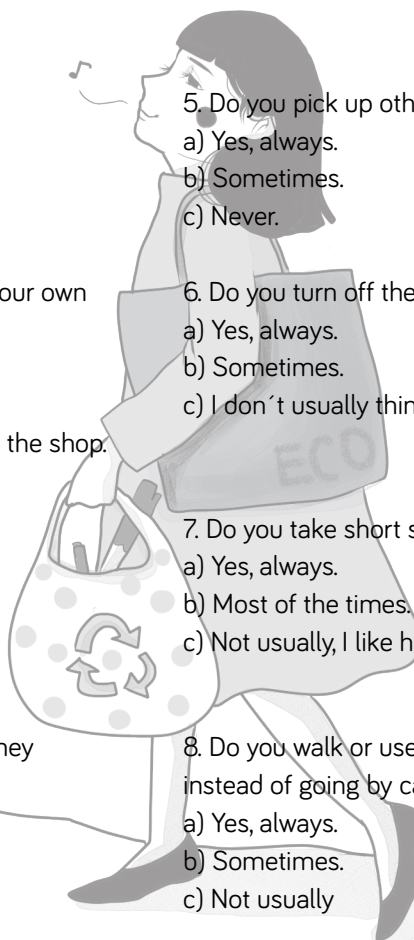 our own
the shop.
ney
5. Do you pick up oth
a) Yes, always.
b) Sometimes.
c) Never.
6. Do you turn off the
a) Yes, always.
b) Sometimes.
c) I don´t usually thin
ECO
7. Do you take short s
a) Yes, always.
b) Most of the times.
c) Not usually, I like h
8. Do you walk or use
instead of going by ca
a) Yes, always.
b) Sometimes.
c) Not usually